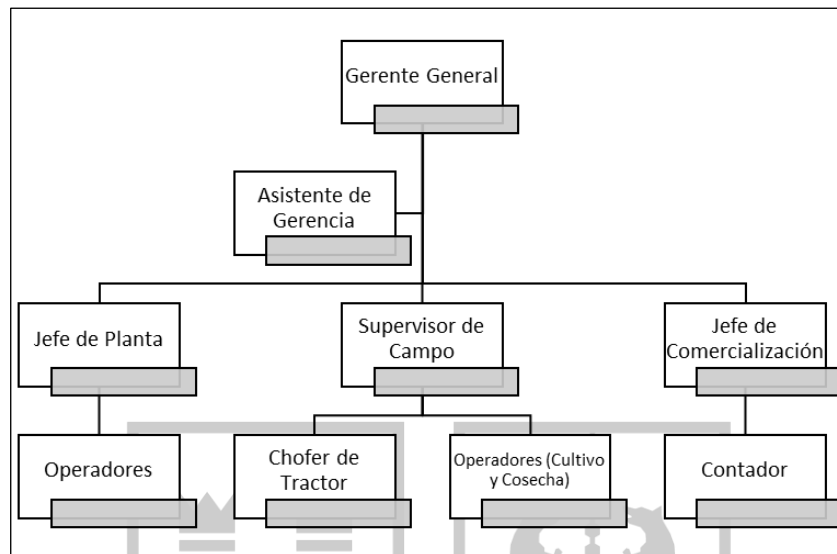 Gerente General
Asistente de
Gerencia
Jefe de Planta
Supervisor de
Campo
Jefe de
Comercialización
Operadores
Chofer de
Tractor
Operadores (Cultivo
y Cosecha)
Contador